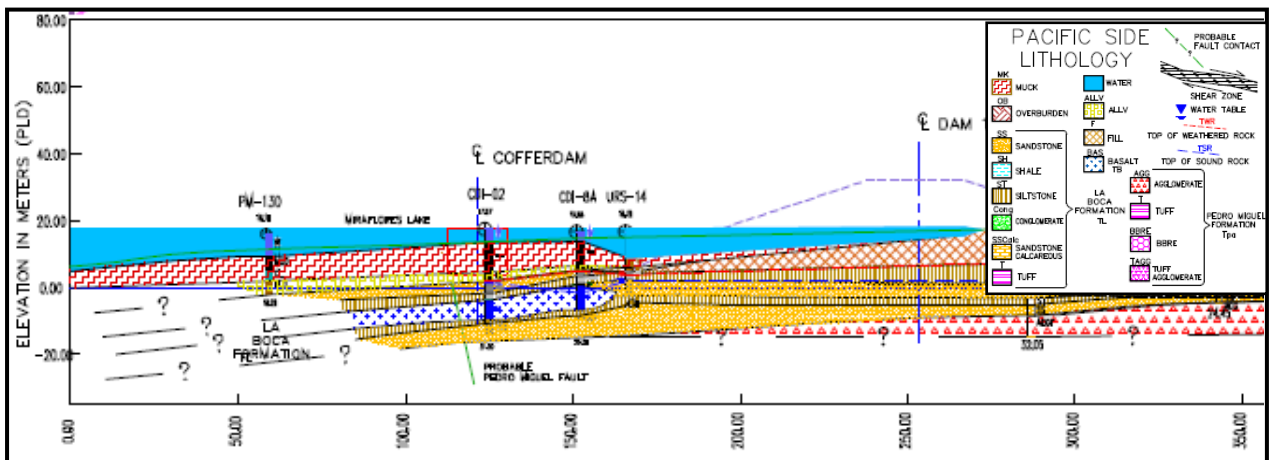 80.00
60.00
40.00
20.00
0.00
-20.00
ELEVATION IN METERS (PLD)
℄ COFFERDAM
℄ DAM
PM-130
CDI-02
CDI-8A
URS-14
MIRAFLORES LAKE
?
?
?
?
LA
BOCA
FORMATION
TL
?
?
?
?
PROBABLE
PEDRO MIGUEL FAULT
0.00
50.00
100.00
150.00
200.00
250.00
300.00
350.00
PACIFIC SIDE
LITHOLOGY
MK
MUCK
OB
OVERBURDEN
SS
SANDSTONE
SH
SHALE
ST
SILTSTONE
Cong
CONGLOMERATE
SSCalc
SANDSTONE
CALCAREOUS
T
TUFF
WATER
ALLV
ALLV
F
FILL
BAS
BASALT
TB
LA
BOCA
FORMATION
TL
?
?
PROBABLE
FAULT CONTACT
SHEAR ZONE
WATER TABLE
TWR
TOP OF WEATHERED ROCK
TSR
TOP OF SOUND ROCK
AGG
AGGLOMERATE
T
TUFF
BBRE
BBRE
TAGG
TUFF
AGGLOMERATE
PEDRO MIGUEL
FORMATION
Tpa